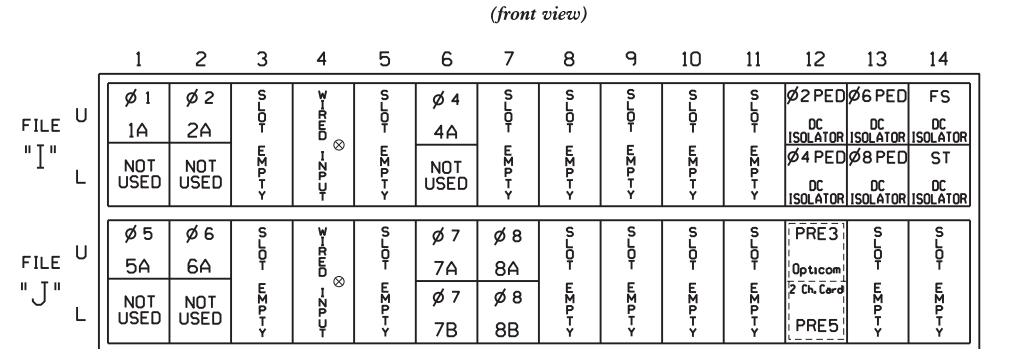 (front view)
1 2 3 4 5 6 7 8 9 10 11 12 13 14
FILE "I"
U
L
Ø 1
1A
NOT USED
Ø 2
2A
NOT USED
SLOT EMPTY
WIRED INPUT
SLOT EMPTY
Ø 4
4A
NOT USED
SLOT EMPTY
SLOT EMPTY
SLOT EMPTY
SLOT EMPTY
SLOT EMPTY
Ø2 PED
DC ISOLATOR
Ø4 PED
DC ISOLATOR
Ø6 PED
DC ISOLATOR
Ø8 PED
DC ISOLATOR
FS
DC ISOLATOR
ST
DC ISOLATOR
FILE "J"
U
L
Ø 5
5A
NOT USED
Ø 6
6A
NOT USED
SLOT EMPTY
WIRED INPUT
SLOT EMPTY
Ø 7
7A
Ø 7
7B
Ø 8
8A
Ø 8
8B
SLOT EMPTY
SLOT EMPTY
SLOT EMPTY
SLOT EMPTY
PRE3
Opticom
2 Ch. Card
PRE5
SLOT EMPTY
SLOT EMPTY